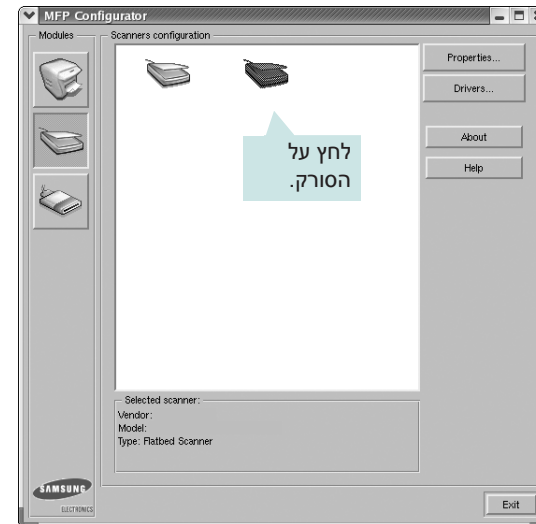 MFP Configurator
Modules
Scanners configuration
Properties...
Drivers...
About
Help
לחץ על
הסורק.
Selected scanner:
Vendor:
Model:
Type: Flatbed Scanner
SAMSUNG
ELECTRONICS
Exit